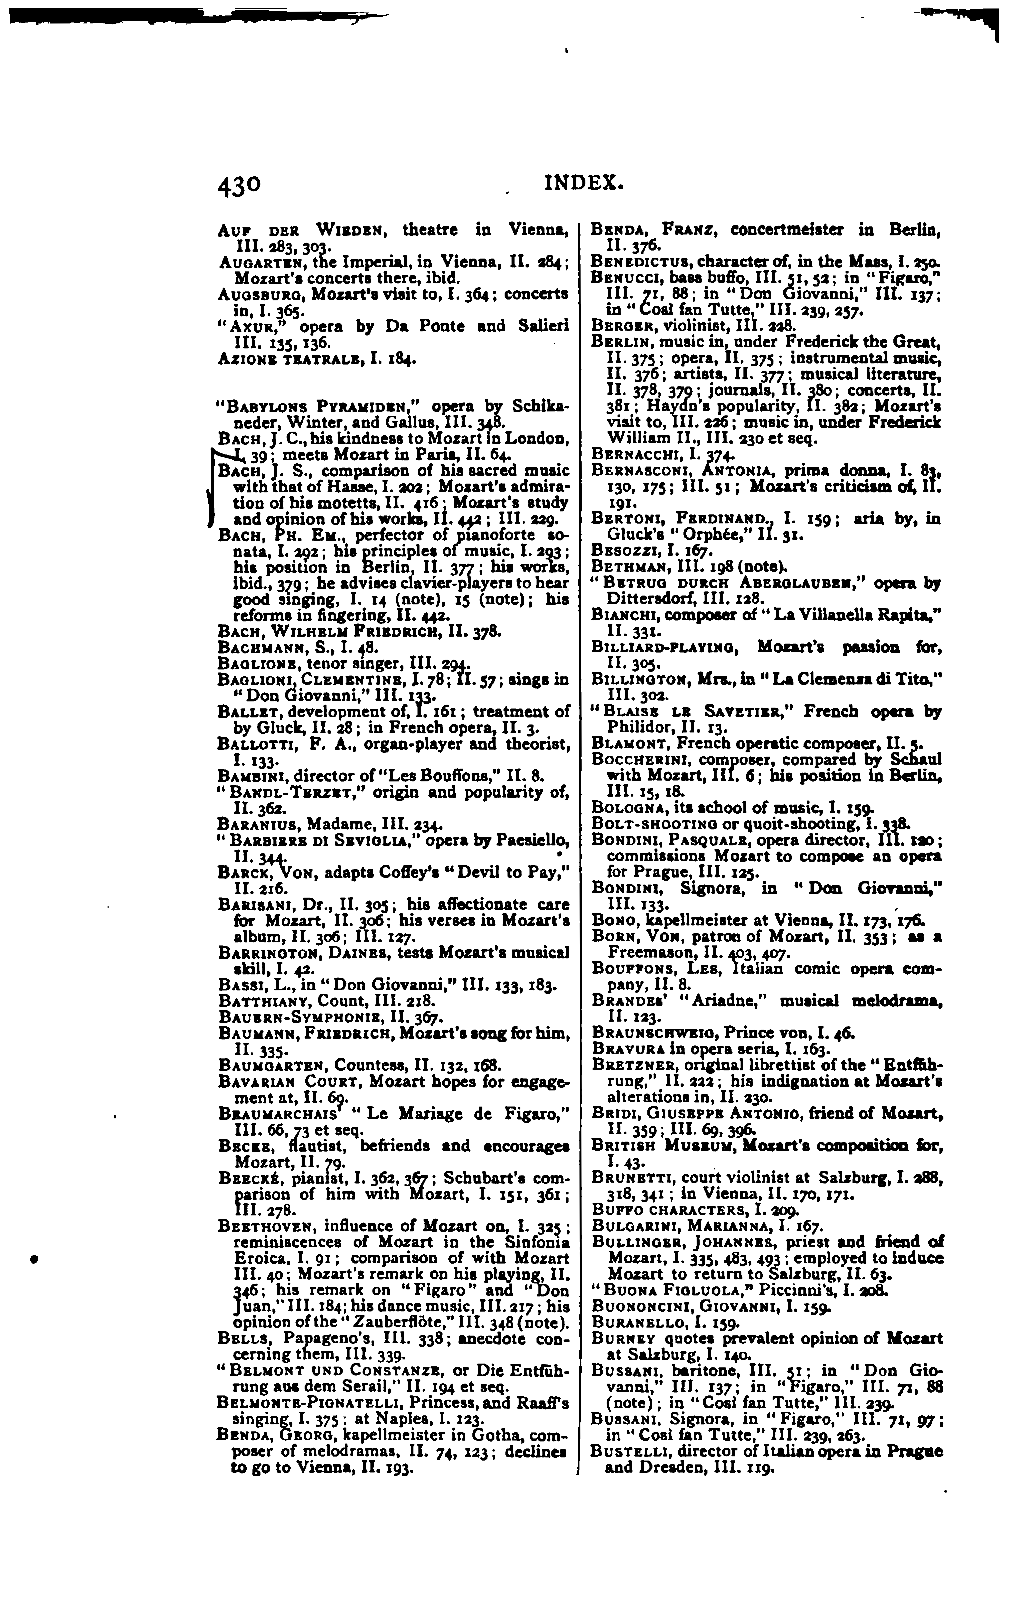 430
INDEX.
AUF DER WIEDEN, theatre in Vienna,
III. 283, 303.
AUGARTEN, the Imperial, in Vienna, II. 284;
Mozart's concerts there, ibid.
AUGSBURG, Mozart's visit to, I. 364; concerts
in, I. 365.
"AXUR," opera by Da Ponte and Salieri
III. 135, 136.
AZIONE TEATRALE, I. 184.
"BABYLONS PYRAMIDEN," opera by Schika-
neder, Winter, and Gallus, III. 348.
BACH, J. C., his kindness to Mozart in London,
I. 39; meets Mozart in Paris, II. 64.
BACH, J. S., comparison of his sacred music
with that of Hasse, I. 202; Mozart's admira-
tion of his motetts, II. 416; Mozart's study
and opinion of his works, II. 442; III. 229.
BACH, PH. EM., perfector of pianoforte so-
nata, I. 292; his principles of music, I. 293;
his position in Berlin, II. 377; his works,
ibid., 379; he advises clavier-players to hear
good singing, I. 14 (note), 15 (note); his
reforms in fingering, II. 442.
BACH, WILHELM FRIEDRICH, II. 378.
BACHMANN, S., I. 48.
BAGLIONE, tenor singer, III. 294.
BAGLIONI, CLEMENTINE, I. 78; II. 57; sings in
"Don Giovanni," III. 133.
BALLET, development of, I. 161; treatment of
by Gluck, II. 28; in French opera, II. 3.
BALLOTTI, F. A., organ-player and theorist,
I. 133.
BAMBINI, director of "Les Bouffons," II. 8.
"BANDL-TERZET," origin and popularity of,
II. 362.
BARANIUS, Madame, III. 234.
"BARBIERE DI SEVIGLIA," opera by Paesiello,
II. 344.
BARCK, VON, adapts Coffey's "Devil to Pay,"
II. 216.
BARISANI, Dr., II. 305; his affectionate care
for Mozart, II. 306; his verses in Mozart's
album, II. 306; III. 127.
BARRINGTON, DAINES, tests Mozart's musical
skill, I. 42.
BASSI, L., in "Don Giovanni," III. 133, 183.
BATTHIANY, Count, III. 218.
BAUERN-SYMPHONIE, II. 367.
BAUMANN, FRIEDRICH, Mozart's song for him,
II. 335.
BAUMGARTEN, Countess, II. 132, 168.
BAVARIAN COURT, Mozart hopes for engage-
ment at, II. 69.
BEAUMARCHAIS' "Le Mariage de Figaro,"
III. 66, 73 et seq.
BECKE, flautist, befriends and encourages
Mozart, II. 79.
BEECKÉ, pianist, I. 362, 367; Schubart's com-
parison of him with Mozart, I. 151, 361;
III. 278.
BEETHOVEN, influence of Mozart on, I. 325;
reminiscences of Mozart in the Sinfonia
Eroica, I. 91; comparison of with Mozart
III. 40; Mozart's remark on his playing, II.
346; his remark on "Figaro" and "Don
Juan," III. 184; his dance music, III. 217; his
opinion of the "Zauberflöte," III. 348 (note).
BELLS, Papageno's, III. 338; anecdote con-
cerning them, III. 339.
"BELMONT UND CONSTANZE, or Die Entfüh-
rung aus dem Serail," II. 194 et seq.
BELMONTE-PIGNATELLI, Princess, and Raaff's
singing, I. 375; at Naples, I. 123.
BENDA, GEORG, kapellmeister in Gotha, com-
poser of melodramas, II. 74, 123; declines
to go to Vienna, II. 193.
BENDA, FRANZ, concertmeister in Berlin,
II. 376.
BENEDICTUS, character of, in the Mass, I. 250.
BENUCCI, bass buffo, III. 51, 52; in "Figaro,"
III. 71, 88; in "Don Giovanni," III. 137;
in "Cosi fan Tutte," III. 239, 257.
BERGER, violinist, III. 228.
BERLIN, music in, under Frederick the Great,
II. 375; opera, II. 375; instrumental music,
II. 376; artists, II. 377; musical literature,
II. 378, 379; journals, II. 380; concerts, II.
381; Haydn's popularity, II. 382; Mozart's
visit to, III. 226; music in, under Frederick
William II., III. 230 et seq.
BERNACCHI, I. 374.
BERNASCONI, ANTONIA, prima donna, I. 83,
130, 175; III. 51; Mozart's criticism of, II.
191.
BERTONI, FERDINAND., I. 159; aria by, in
Gluck's "Orphée," II. 31.
BESOZZI, I. 167.
BETHMAN, III. 198 (note).
"BETRUG DURCH ABERGLAUBEN," opera by
Dittersdorf, III. 128.
BIANCHI, composer of "La Villanella Rapita,"
II. 331.
BILLIARD-PLAYING, Mozart's passion for,
II. 305.
BILLINGTON, Mrs., in "La Clemenza di Tito,"
III. 302.
"BLAISE LE SAVETIER," French opera by
Philidor, II. 13.
BLAMONT, French operatic composer, II. 5.
BOCCHERINI, composer, compared by Schaul
with Mozart, III. 6; his position in Berlin,
III. 15, 18.
BOLOGNA, its school of music, I. 159.
BOLT-SHOOTING or quoit-shooting, I. 338.
BONDINI, PASQUALE, opera director, III. 120;
commissions Mozart to compose an opera
for Prague, III. 125.
BONDINI, Signora, in "Don Giovanni,"
III. 133.
BONO, kapellmeister at Vienna, II. 173, 176.
BORN, VON, patron of Mozart, II. 353; as a
Freemason, II. 403, 407.
BOUFFONS, LES, Italian comic opera com-
pany, II. 8.
BRANDES' "Ariadne," musical melodrama,
II. 123.
BRAUNSCHWEIG, Prince von, I. 46.
BRAVURA in opera seria, I. 163.
BRETZNER, original librettist of the "Entfüh-
rung," II. 222; his indignation at Mozart's
alterations in, II. 230.
BRIDI, GIUSEPPE ANTONIO, friend of Mozart,
II. 359; III. 69, 396.
BRITISH MUSEUM, Mozart's composition for,
I. 43.
BRUNETTI, court violinist at Salzburg, I. 288,
318, 341; in Vienna, II. 170, 171.
BUFFO CHARACTERS, I. 209.
BULGARINI, MARIANNA, I. 167.
BULLINGER, JOHANNES, priest and friend of
Mozart, I. 335, 483, 493; employed to induce
Mozart to return to Salzburg, II. 63.
"BUONA FIGLUOLA," Piccinni's, I. 208.
BUONONCINI, GIOVANNI, I. 159.
BURANELLO, I. 159.
BURNEY quotes prevalent opinion of Mozart
at Salzburg, I. 140.
BUSSANI, baritone, III. 51; in "Don Gio-
vanni," III. 137; in "Figaro," III. 71, 88
(note); in "Cosi fan Tutte," III. 239.
BUSSANI, Signora, in "Figaro," III. 71, 97;
in "Cosi fan Tutte," III. 239, 263.
BUSTELLI, director of Italian opera in Prague
and Dresden, III. 119.